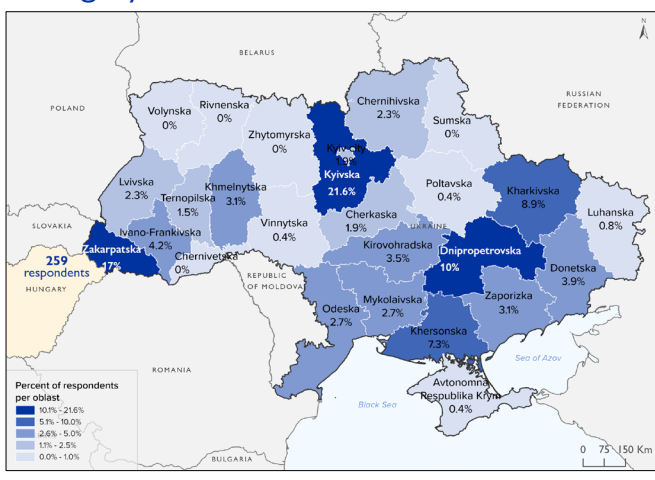 N
BELARUS
POLAND
RUSSIAN
FEDERATION
Volynska
0%
Rivnenska
0%
Zhytomyrska
0%
Chernihivska
2.3%
Sumska
0%
Kyiv city
1.9%
Kyivska
21.6%
Lvivska
2.3%
Ternopilska
1.5%
Khmelnytska
3.1%
Poltavska
0.4%
Kharkivska
8.9%
Luhanska
0.8%
Vinnytska
0.4%
Cherkaska
1.9%
UKRAINE
SLOVAKIA
Ivano-Frankivska
4.2%
Zakarpatska
17%
Chernivetska
0%
Kirovohradska
3.5%
Dnipropetrovska
10%
Donetska
3.9%
259
respondents
HUNGARY
REPUBLIC
OF MOLDOVA
Odeska
2.7%
Mykolaivska
2.7%
Zaporizka
3.1%
Khersonska
7.3%
ROMANIA
Sea of Azov
Avtonomna
Respublika Krym
0.4%
Black Sea
BULGARIA
Percent of respondents
per oblast
10.1% - 21.6%
5.1% - 10.0%
2.6% - 5.0%
1.1% - 2.5%
0.0% - 1.0%
0 75 150 Km